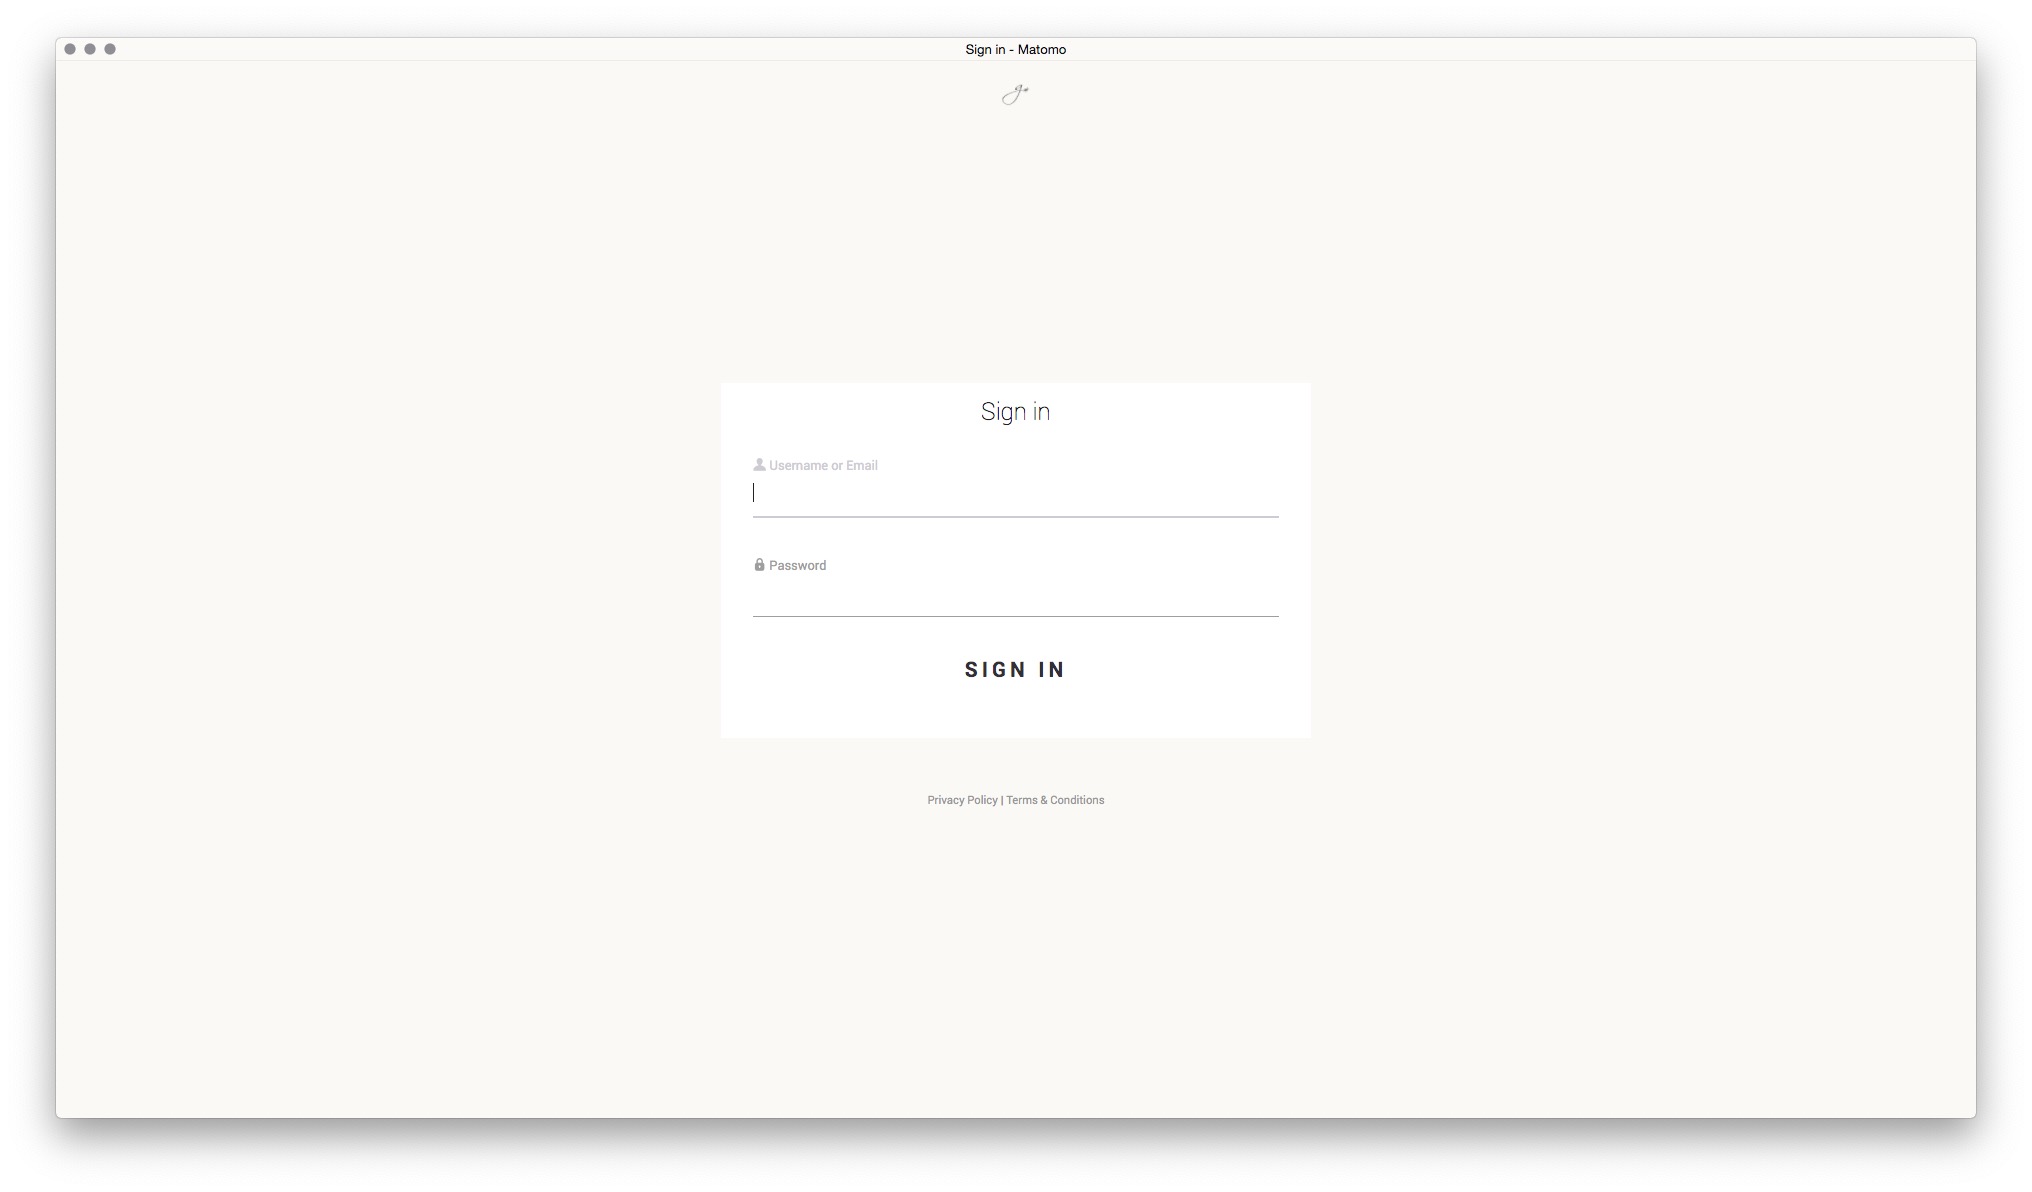 Sign in - Matomo
Sign in
Username or Email
Password
SIGN IN
Privacy Policy | Terms & Conditions